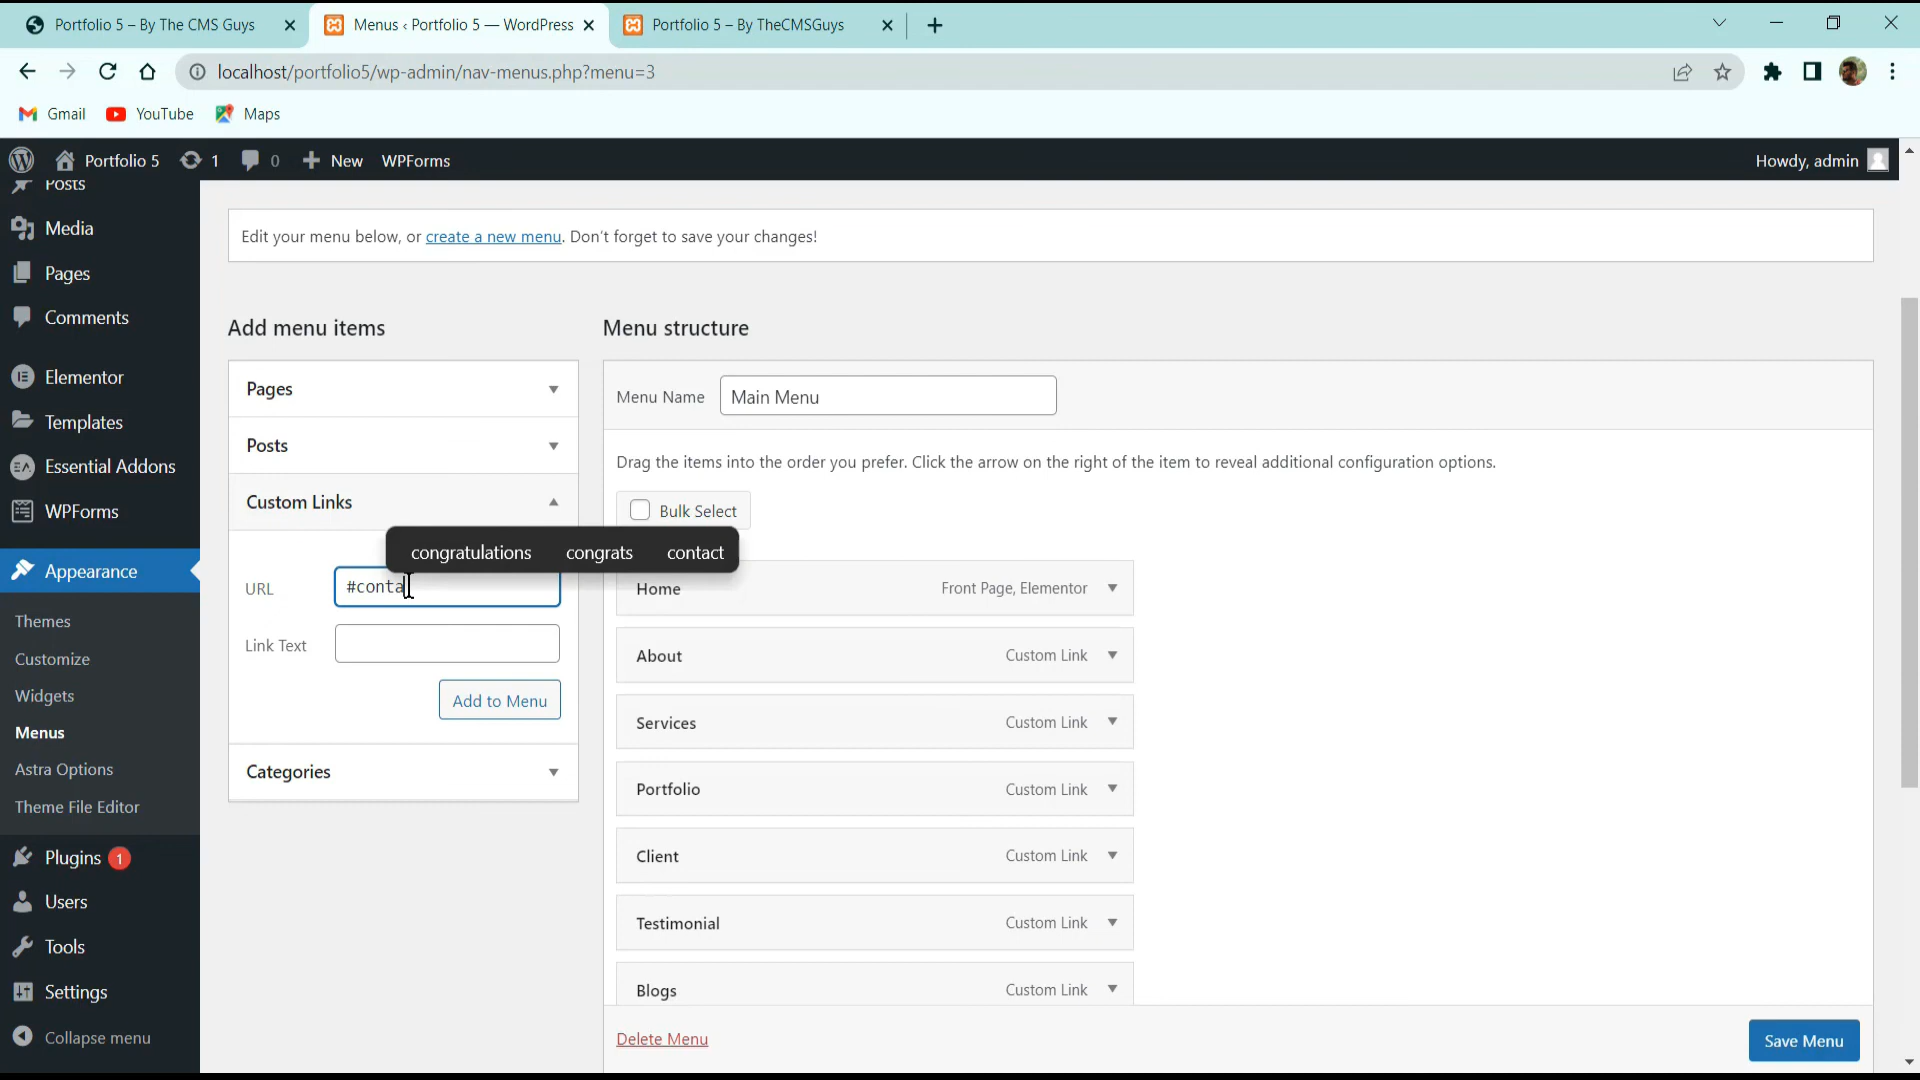 Portfolio 5 – By The CMS Guys
Menus ‹ Portfolio 5 — WordPress
Portfolio 5 – By TheCMSGuys
localhost/portfolio5/wp-admin/nav-menus.php?menu=3
Gmail YouTube Maps
Portfolio 5 1 0 New WPForms Howdy, admin
Posts
Media
Pages
Comments
Elementor
Templates
Essential Addons
WPForms
Appearance
Themes
Customize
Widgets
Menus
Astra Options
Theme File Editor
Plugins 1
Users
Tools
Settings
Collapse menu
Edit your menu below, or create a new menu. Don't forget to save your changes!
Add menu items
Pages
Posts
Custom Links
congratulations congrats contact
URL #conta
Link Text
Add to Menu
Categories
Menu structure
Menu Name Main Menu
Drag the items into the order you prefer. Click the arrow on the right of the item to reveal additional configuration options.
Bulk Select
Home Front Page, Elementor
About Custom Link
Services Custom Link
Portfolio Custom Link
Client Custom Link
Testimonial Custom Link
Blogs Custom Link
Delete Menu
Save Menu